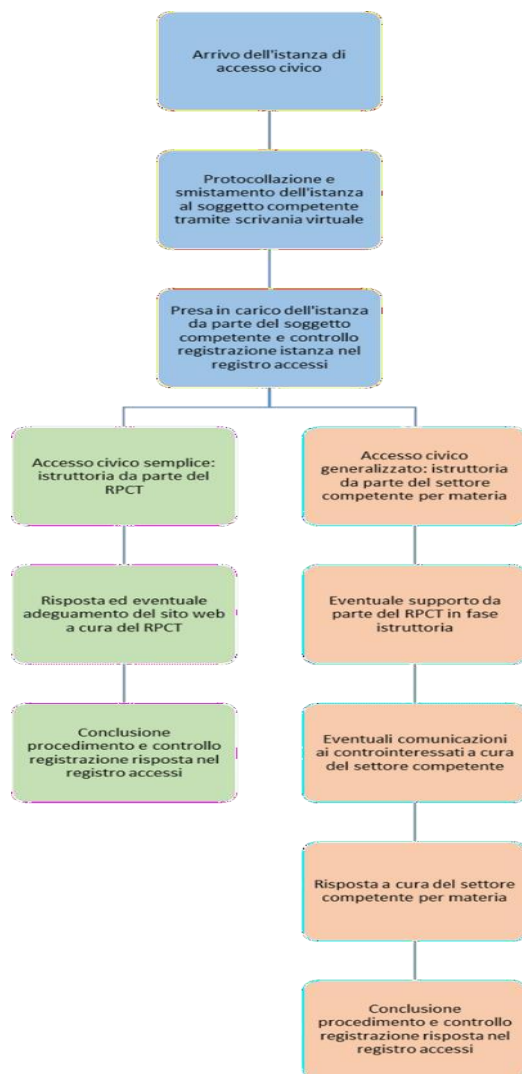 Arrivo dell'istanza di
accesso civico
Protocollazione e
smistamento dell'istanza
al soggetto competente
tramite scrivania virtuale
Presa in carico dell'istanza
da parte del soggetto
competente e controllo
registrazione istanza nel
registro accessi
Accesso civico semplice:
istruttoria da parte del
RPCT
Risposta ed eventuale
adeguamento del sito web
a cura del RPCT
Conclusione
procedimento e controllo
registrazione risposta nel
registro accessi
Accesso civico
generalizzato: istruttoria
da parte del settore
competente per materia
Eventuale supporto da
parte del RPCT in fase
istruttoria
Eventuali comunicazioni
ai controinteressati a cura
del settore competente
Risposta a cura del settore
competente per materia
Conclusione
procedimento e controllo
registrazione risposta nel
registro accessi